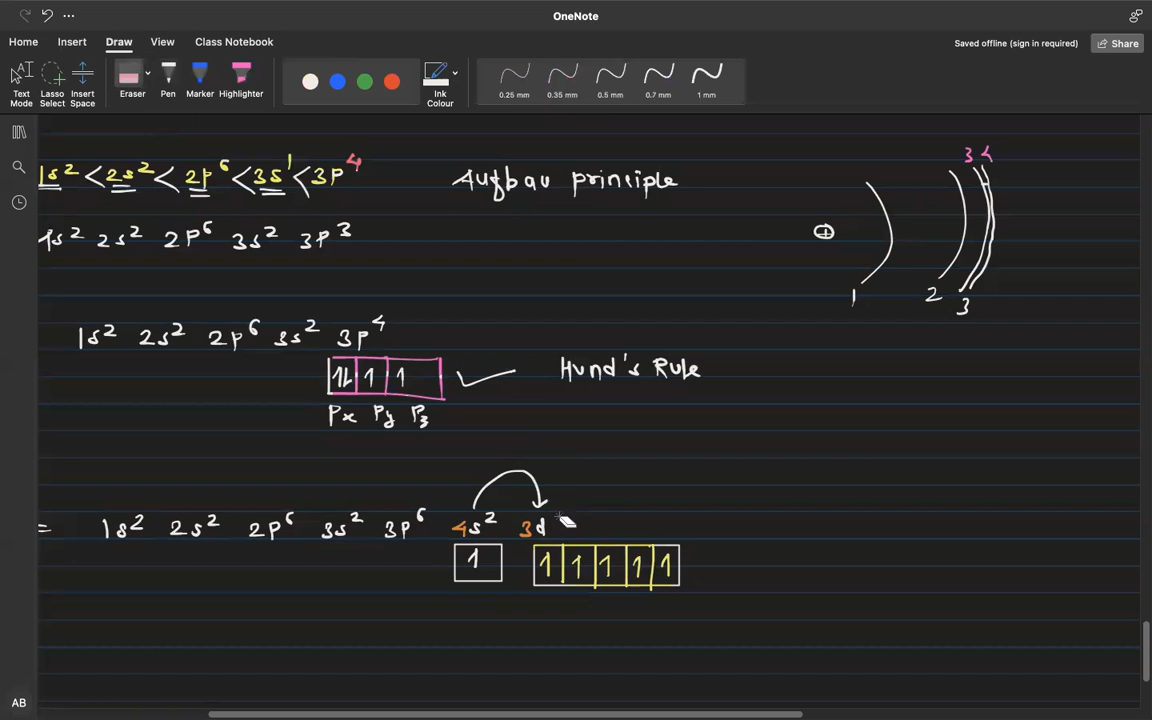 OneNote
Home Insert Draw View Class Notebook
Saved offline (sign in required) Share
Text Mode Lasso Select Insert Space Eraser Pen Marker Highlighter Ink Colour 0.25 mm 0.35 mm 0.5 mm 0.7 mm 1 mm
1s² < 2s² < 2p⁶ < 3s¹ < 3p⁴ Aufbau principle
1s² 2s² 2p⁶ 3s² 3p³
3 4
+
1 2 3
1s² 2s² 2p⁶ 3s² 3p⁴
1⇂ 1 1 ✓ Hund's Rule
Px Py Pz
= 1s² 2s² 2p⁶ 3s² 3p⁶ 4s² 3d
1 1 1 1 1 1
AB